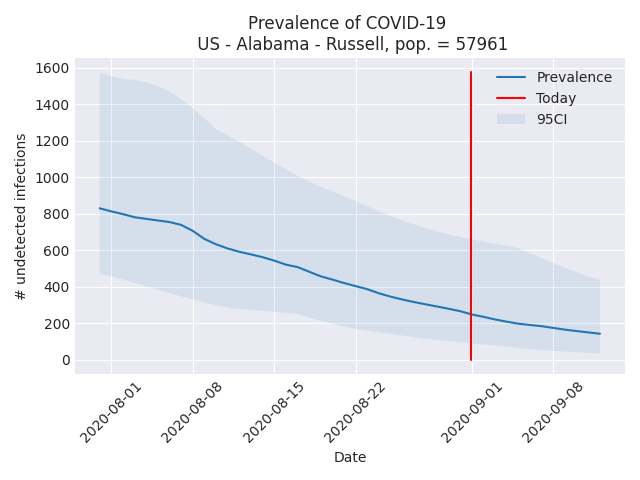 Prevalence of COVID-19
US - Alabama - Russell, pop. = 57961
1600
1400
1200
1000
800
600
400
200
0
# undetected infections
Prevalence
Today
95CI
2020-08-01
2020-08-08
2020-08-15
2020-08-22
2020-09-01
2020-09-08
Date